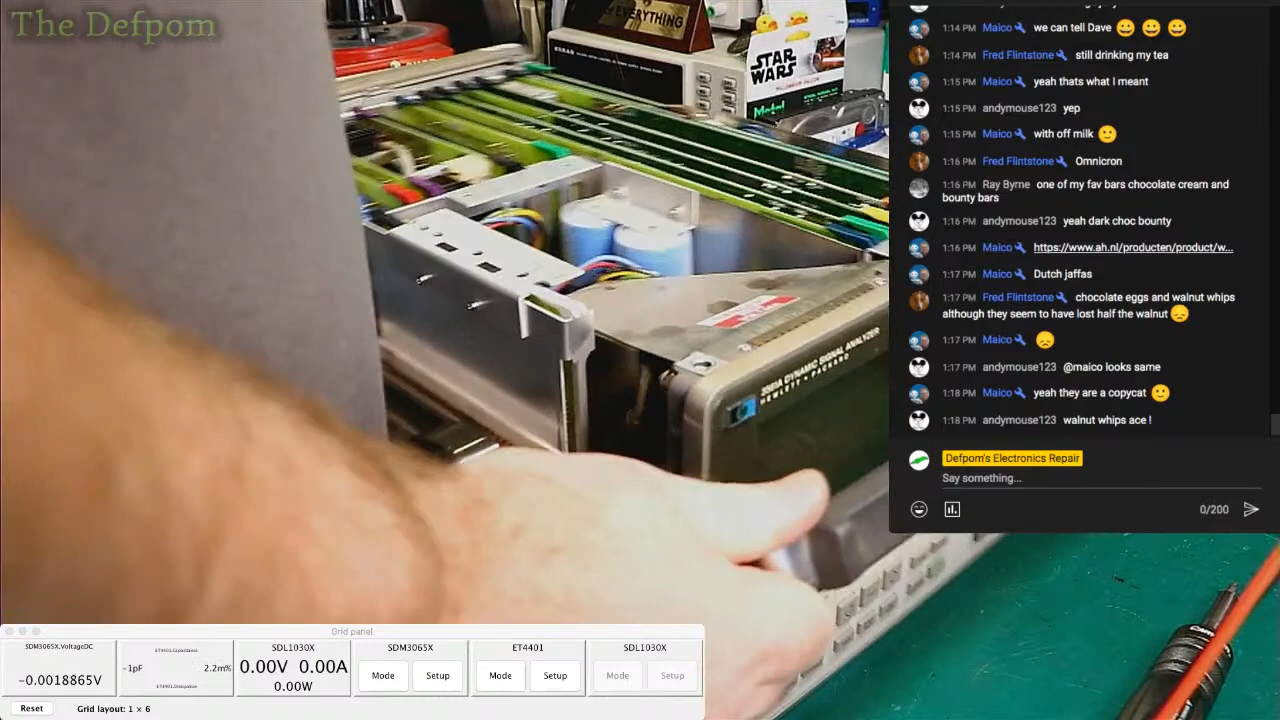 The Defpom
EVERYTHING
STAR
WARS
Metal
3561A DYNAMIC SIGNAL ANALYZER
HEWLETT • PACKARD
1:14 PM Maico we can tell Dave 😀 😀 😀
1:14 PM Fred Flintstone still drinking my tea
1:15 PM Maico yeah thats what I meant
1:15 PM andymouse123 yep
1:15 PM Maico with off milk 🙂
1:16 PM Fred Flintstone Omnicron
1:16 PM Ray Byrne one of my fav bars chocolate cream and
bounty bars
1:16 PM andymouse123 yeah dark choc bounty
1:16 PM Maico https://www.ah.nl/producten/product/w...
1:17 PM Maico Dutch jaffas
1:17 PM Fred Flintstone chocolate eggs and walnut whips
although they seem to have lost half the walnut 😞
1:17 PM Maico 😞
1:17 PM andymouse123 @maico looks same
1:18 PM Maico yeah they are a copycat 🙂
1:18 PM andymouse123 walnut whips ace !
Defpom's Electronics Repair
Say something...
0/200
Grid panel
SDM3065X.VoltageDC
-0.0018865V
ET4401.Capacitance
-1pF 2.2m%
ET4401.Dissipation
SDL1030X
0.00V 0.00A
0.00W
SDM3065X
Mode Setup
ET4401
Mode Setup
SDL1030X
Mode Setup
Reset Grid layout: 1 × 6